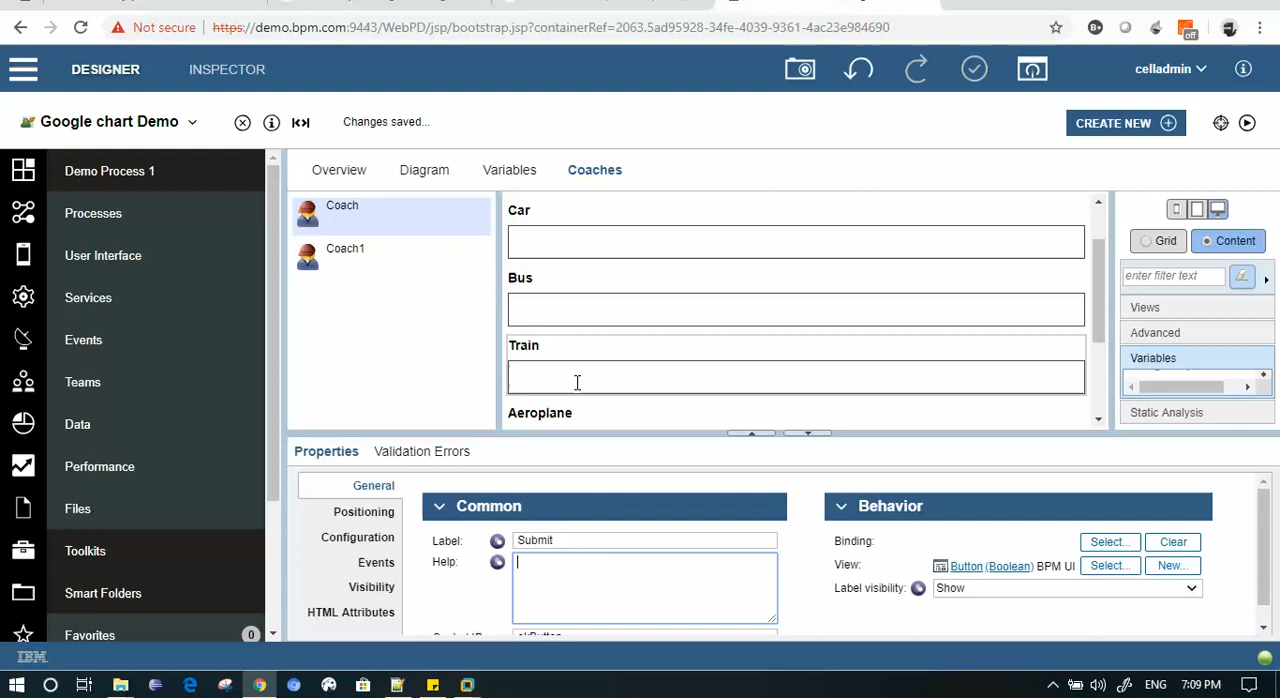 Not secure | https://demo.bpm.com:9443/WebPD/jsp/bootstrap.jsp?containerRef=2063.5ad95928-34fe-4039-9361-4ac23e984690
off
DESIGNER INSPECTOR
celladmin
Google chart Demo
Changes saved...
CREATE NEW
Demo Process 1
Processes
User Interface
Services
Events
Teams
Data
Performance
Files
Toolkits
Smart Folders
Favorites 0
Overview Diagram Variables Coaches
Coach
Coach1
Car
Bus
Train
Aeroplane
Grid Content
enter filter text
Views
Advanced
Variables
Static Analysis
Properties Validation Errors
General
Positioning
Configuration
Events
Visibility
HTML Attributes
Common
Label: Submit
Help:
Behavior
Binding: Select... Clear
View: Button (Boolean) BPM UI Select... New...
Label visibility: Show
IBM
ENG 7:09 PM